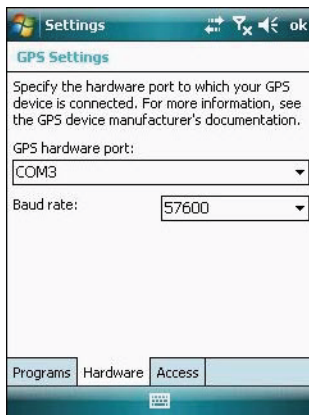 Settings
ok
GPS Settings
Specify the hardware port to which your GPS
device is connected. For more information, see
the GPS device manufacturer's documentation.
GPS hardware port:
COM3
Baud rate:
57600
Programs
Hardware
Access